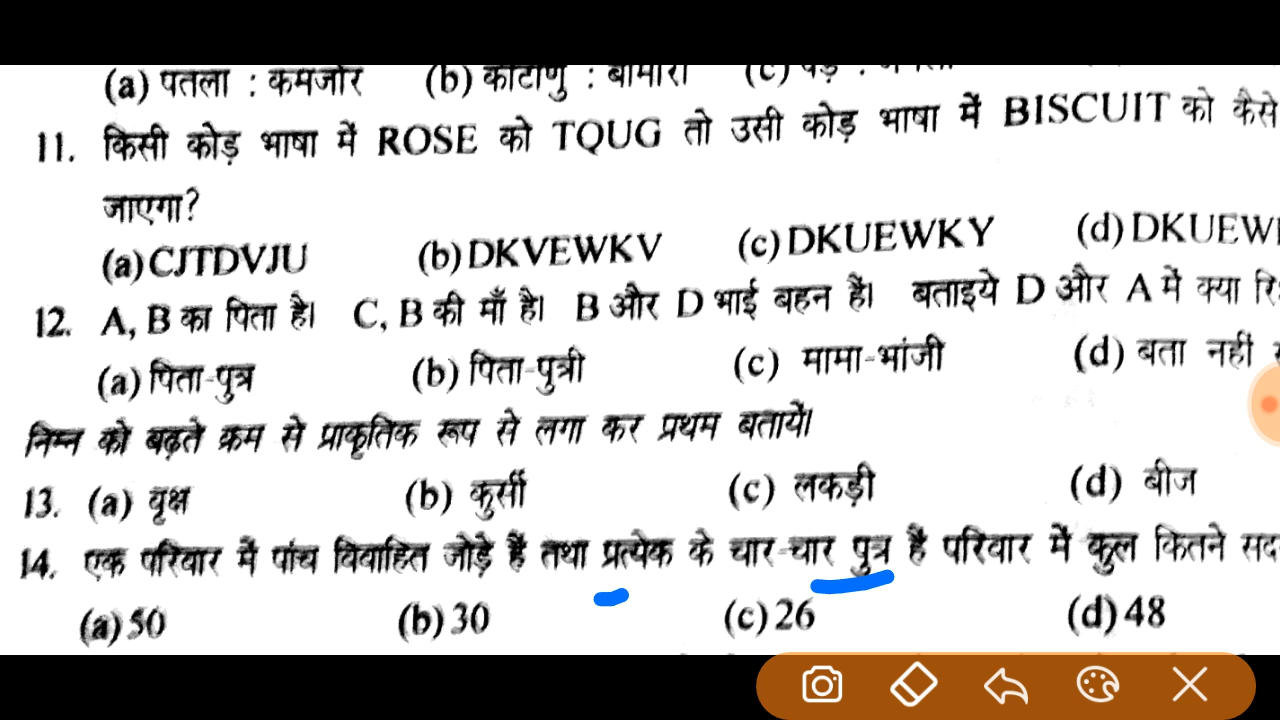 (a) पतला : कमजोर (b) कीटाणु : बीमारी (c)
11. किसी कोड़ भाषा में ROSE को TQUG तो उसी कोड़ भाषा में BISCUIT को कैसे
जाएगा?
(a) CJTDVJU (b) DKVEWKV (c) DKUEWKY (d) DKUEW
12. A, B का पिता है। C, B की माँ है। B और D भाई बहन हैं। बताइये D और A में क्या
(a) पिता-पुत्र (b) पिता-पुत्री (c) मामा-भांजी (d) बता नहीं
निम्न को बढ़ते क्रम से प्राकृतिक रूप से लगा कर प्रथम बतायें।
13. (a) वृक्ष (b) कुर्सी (c) लकड़ी (d) बीज
14. एक परिवार में पांच विवाहित जोड़े हैं तथा प्रत्येक के चार-चार पुत्र है परिवार में कुल कितने
(a) 50 (b) 30 (c) 26 (d) 48